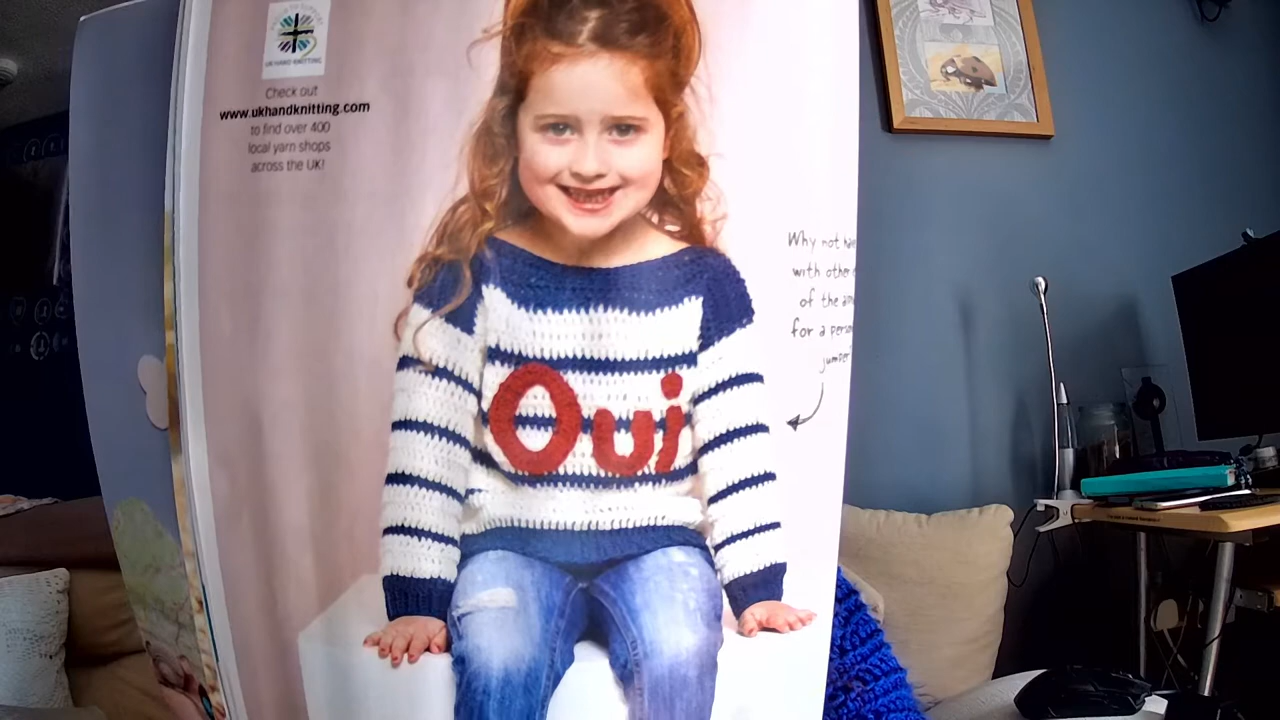 UK HAND KNITTING
Check out
www.ukhandknitting.com
to find over 400
local yarn shops
across the UK!
Why not
with other
of the
for a
jumper
Oui